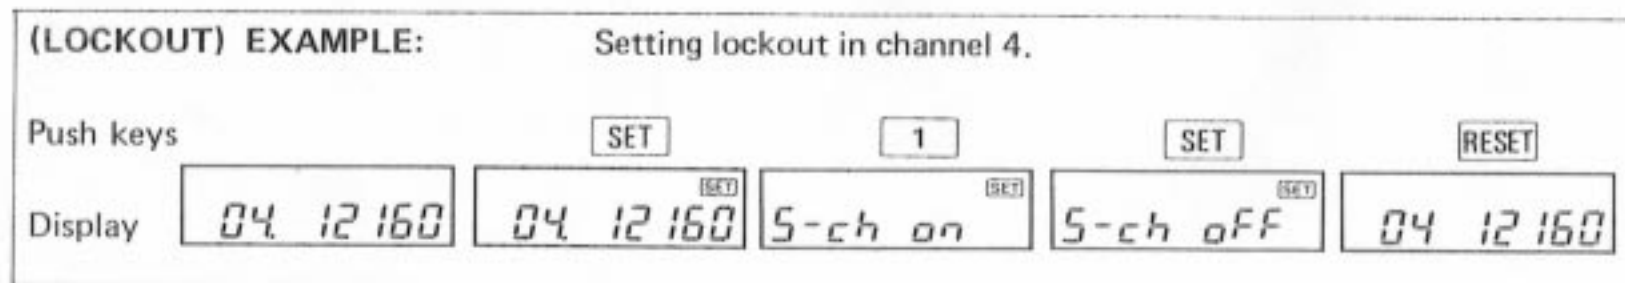 (LOCKOUT) EXAMPLE: Setting lockout in channel 4.
Push keys SET 1 SET RESET
SET SET SET
Display 04. 12160 04. 12160 S-ch on S-ch oFF 04 12160